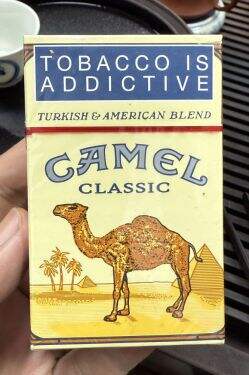 TOBACCO IS
ADDICTIVE
TURKISH & AMERICAN BLEND
CAMEL
CLASSIC